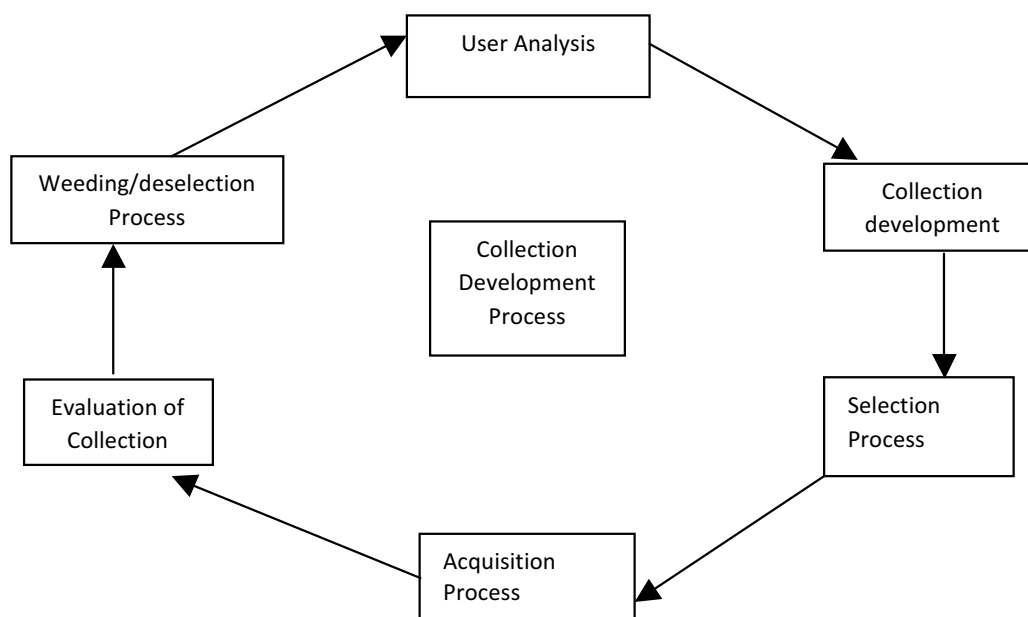 User Analysis
Collection
development
Selection
Process
Acquisition
Process
Evaluation of
Collection
Weeding/deselection
Process
Collection
Development
Process